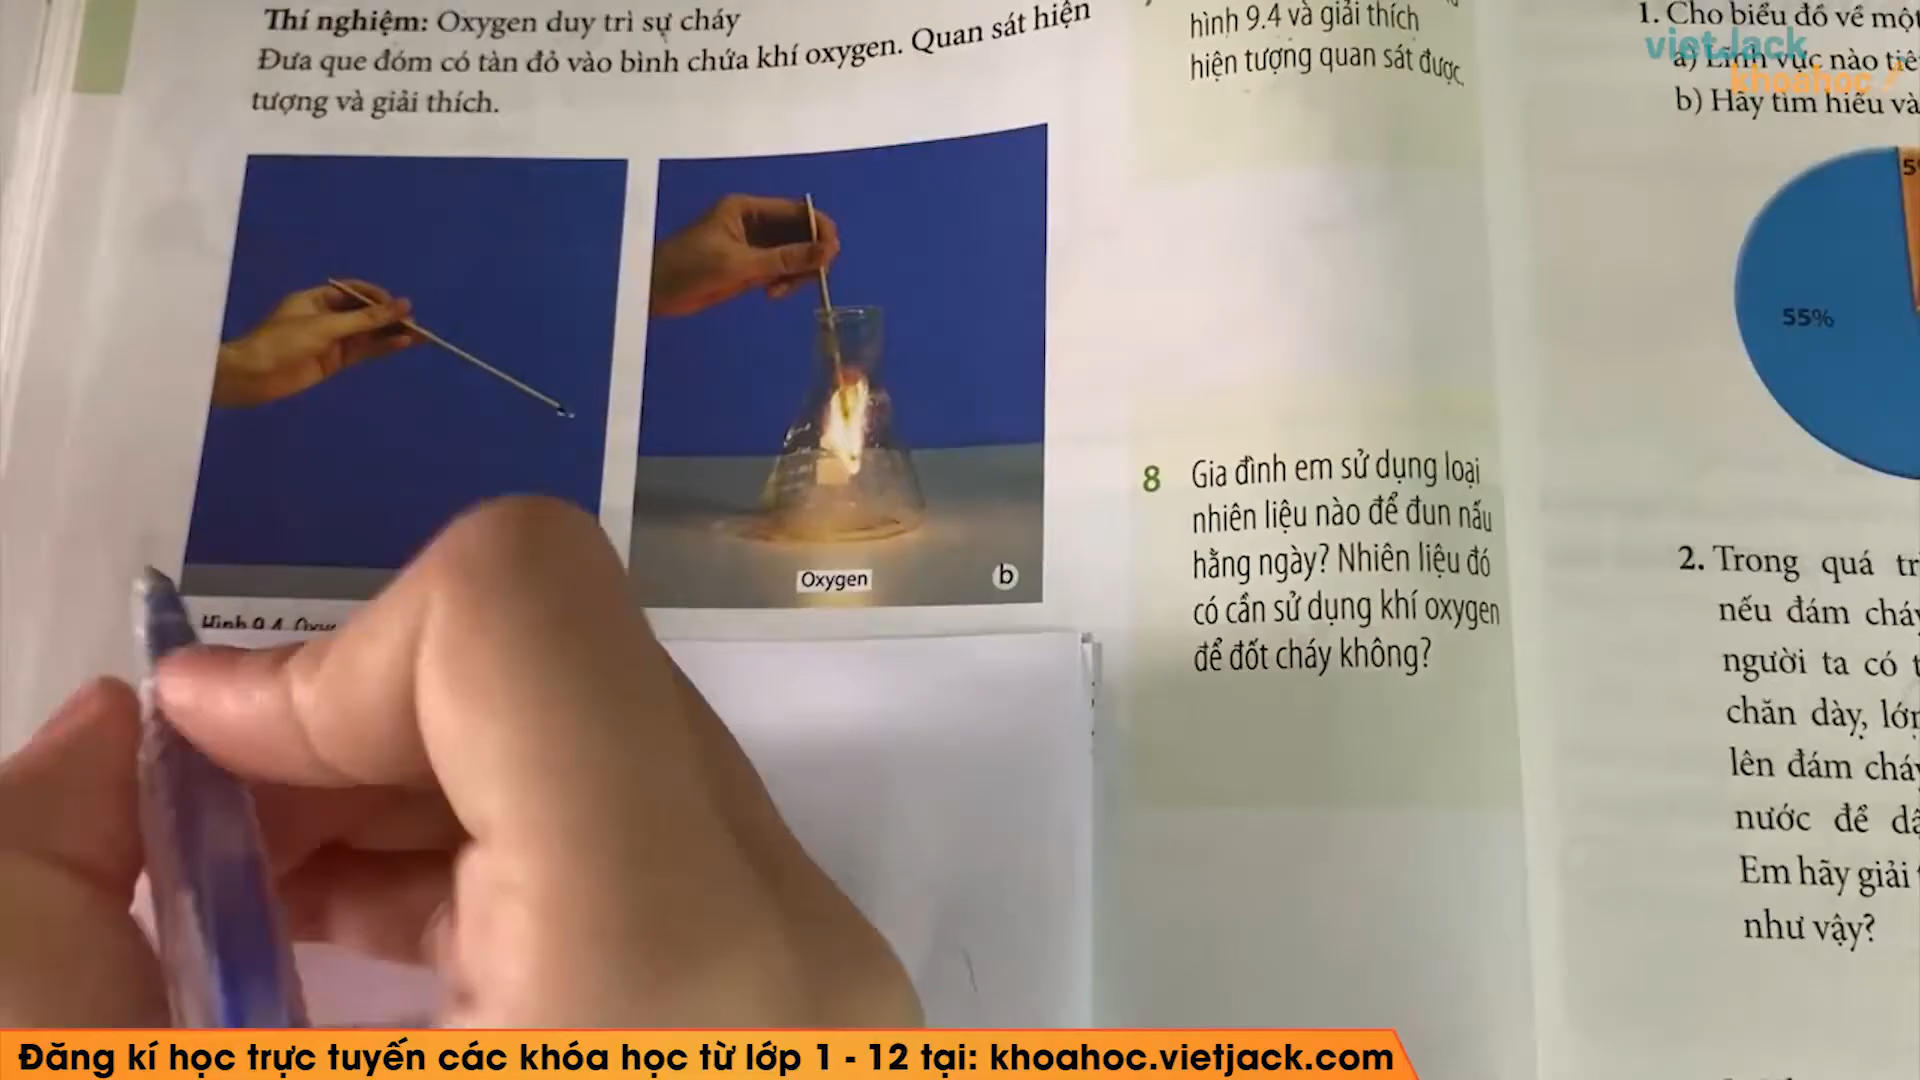 Thí nghiệm: Oxygen duy trì sự cháy
Đưa que đóm có tàn đỏ vào bình chứa khí oxygen. Quan sát hiện
tượng và giải thích.
Oxygen
b
Hình 9.4.
hình 9.4 và giải thích
hiện tượng quan sát được.
8 Gia đình em sử dụng loại
nhiên liệu nào để đun nấu
hằng ngày? Nhiên liệu đó
có cần sử dụng khí oxygen
để đốt cháy không?
1. Cho biểu đồ về một
a) Lĩnh vực nào
b) Hãy tìm hiểu và
vietJack
khoahoc
55%
2. Trong quá
nếu đám cháy
người ta có
chăn dày,
lên đám cháy
nước để
Em hãy giải
như vậy?
Đăng kí học trực tuyến các khóa học từ lớp 1 - 12 tại: khoahoc.vietjack.com